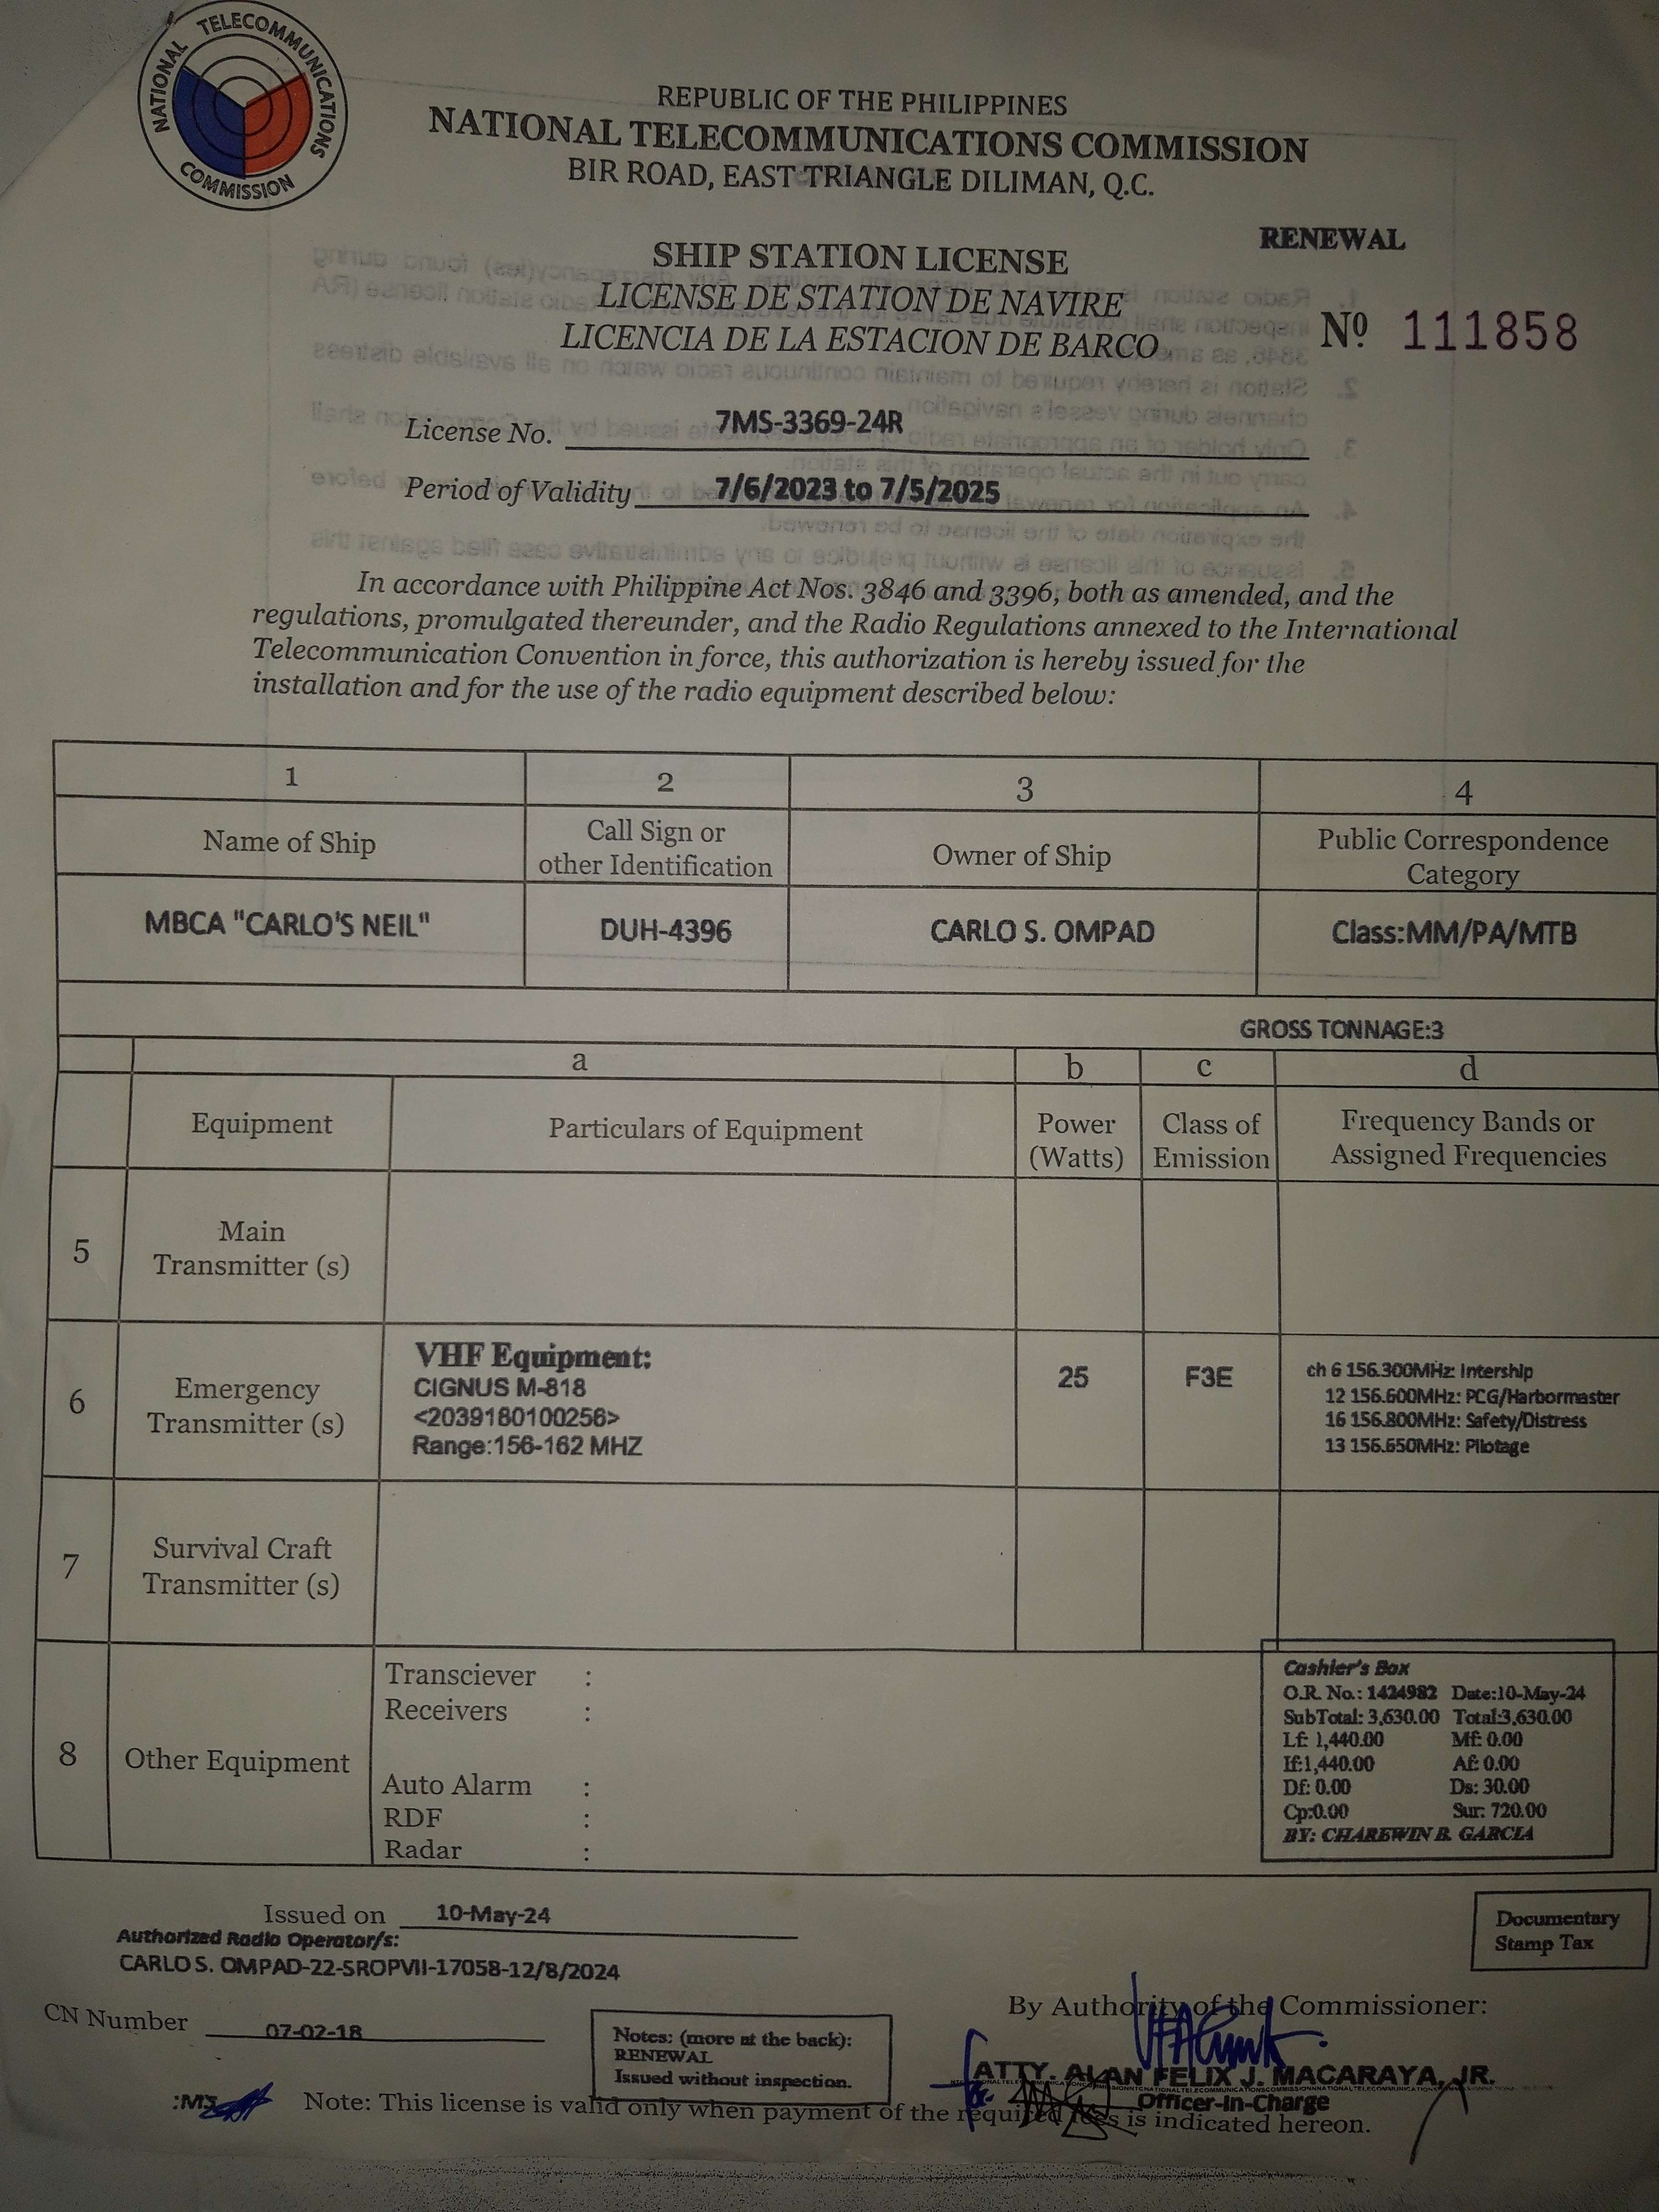 NATIONAL TELECOMMUNICATIONS COMMISSION
REPUBLIC OF THE PHILIPPINES
NATIONAL TELECOMMUNICATIONS COMMISSION
BIR ROAD, EAST TRIANGLE DILIMAN, Q.C.
RENEWAL
SHIP STATION LICENSE
LICENSE DE STATION DE NAVIRE
LICENCIA DE LA ESTACION DE BARCO
Nº 111858
License No. 7MS-3369-24R
Period of Validity 7/6/2023 to 7/5/2025
In accordance with Philippine Act Nos. 3846 and 3396, both as amended, and the
regulations, promulgated thereunder, and the Radio Regulations annexed to the International
Telecommunication Convention in force, this authorization is hereby issued for the
installation and for the use of the radio equipment described below:
1 2 3 4
Name of Ship
Call Sign or
other Identification
Owner of Ship
Public Correspondence
Category
MBCA "CARLO'S NEIL"
DUH-4396
CARLO S. OMPAD
Class:MM/PA/MTB
GROSS TONNAGE:3
a b c d
Equipment
Particulars of Equipment
Power
(Watts)
Class of
Emission
Frequency Bands or
Assigned Frequencies
5
Main
Transmitter (s)
6
Emergency
Transmitter (s)
VHF Equipment:
CIGNUS M-818
<2039180100256>
Range:156-162 MHZ
25
F3E
ch 6 156.300MHz: Intership
12 156.600MHz: PCG/Harbormaster
16 156.800MHz: Safety/Distress
13 156.650MHz: Pilotage
7
Survival Craft
Transmitter (s)
8
Other Equipment
Transciever :
Receivers :
Auto Alarm :
RDF :
Radar :
Cashier's Box
O.R. No.: 1424982 Date:10-May-24
SubTotal: 3,630.00 Total:3,630.00
Lf: 1,440.00 Mf: 0.00
If:1,440.00 Af: 0.00
Df: 0.00 Ds: 30.00
Cp:0.00 Sur: 720.00
BY: CHAREWIN B. GARCIA
Issued on 10-May-24
Authorized Radio Operator/s:
CARLO S. OMPAD-22-SROPVII-17058-12/8/2024
Documentary
Stamp Tax
CN Number 07-02-18
Notes: (more at the back):
RENEWAL
Issued without inspection.
By Authority of the Commissioner:
ATTY. ALAN FELIX J. MACARAYA, JR.
Officer-In-Charge
:MS
Note: This license is valid only when payment of the required fees is indicated hereon.